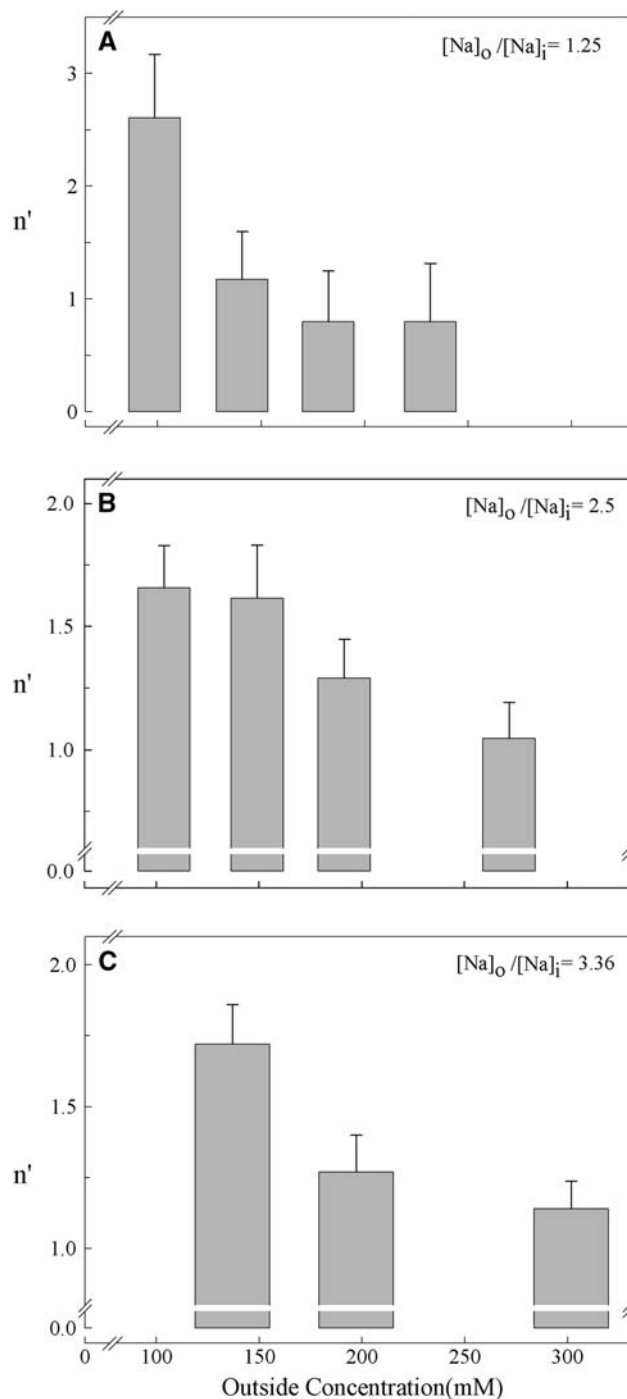 A
[Na]o /[Na]i= 1.25
3
2
n'
1
0
B
[Na]o /[Na]i= 2.5
2.0
1.5
n'
1.0
0.0
C
[Na]o /[Na]i= 3.36
2.0
1.5
n'
1.0
0.0
0 100 150 200 250 300
Outside Concentration(mM)